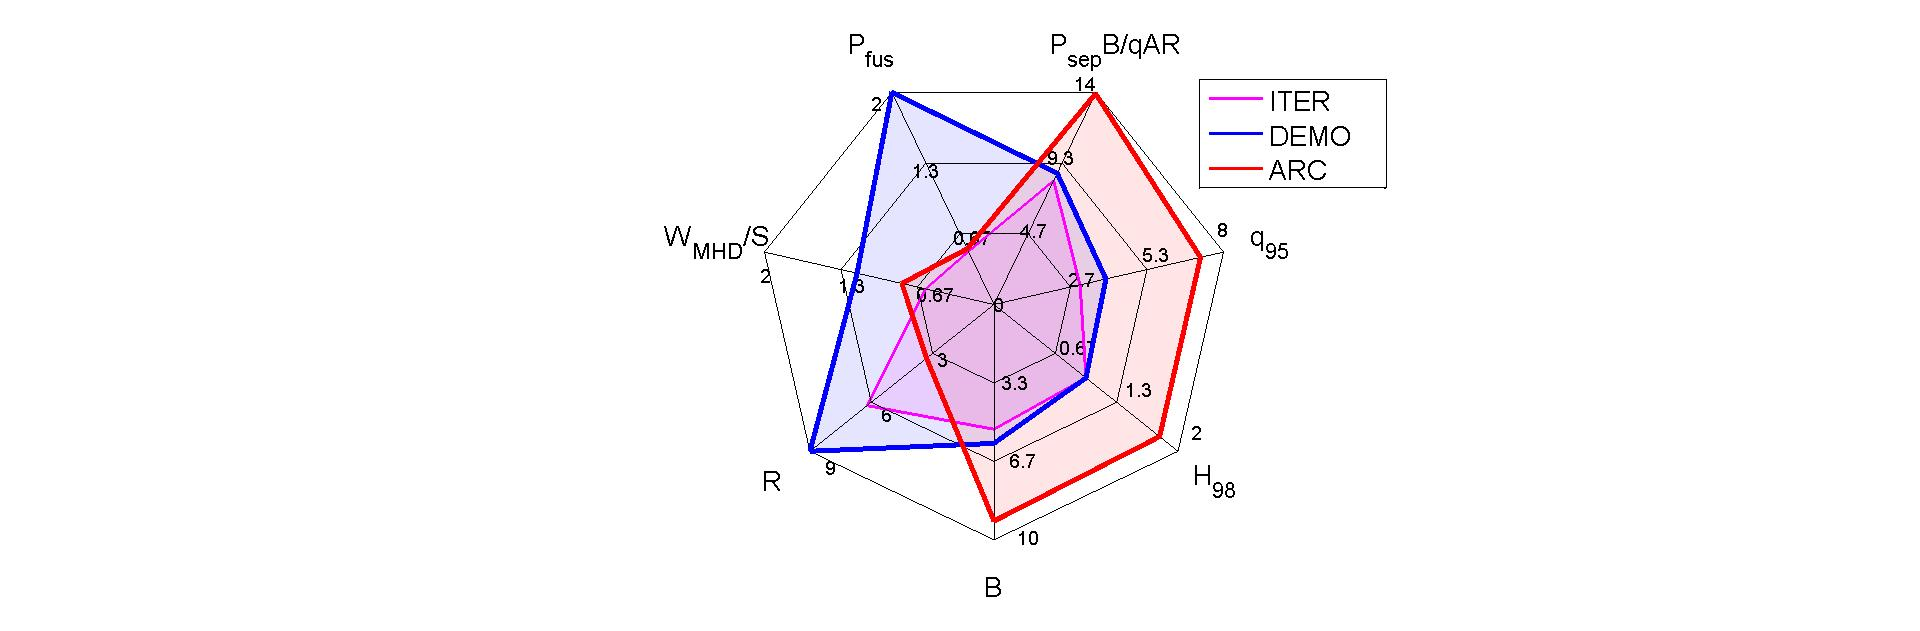 P_fus
P_sepB/qAR
14
2
ITER
DEMO
ARC
9.3
1.3
8
W_MHD/S
0.67
4.7
q_95
5.3
2
1.3
0.67
2.7
0
0.67
3
3.3
1.3
6
2
6.7
9
H_98
R
10
B